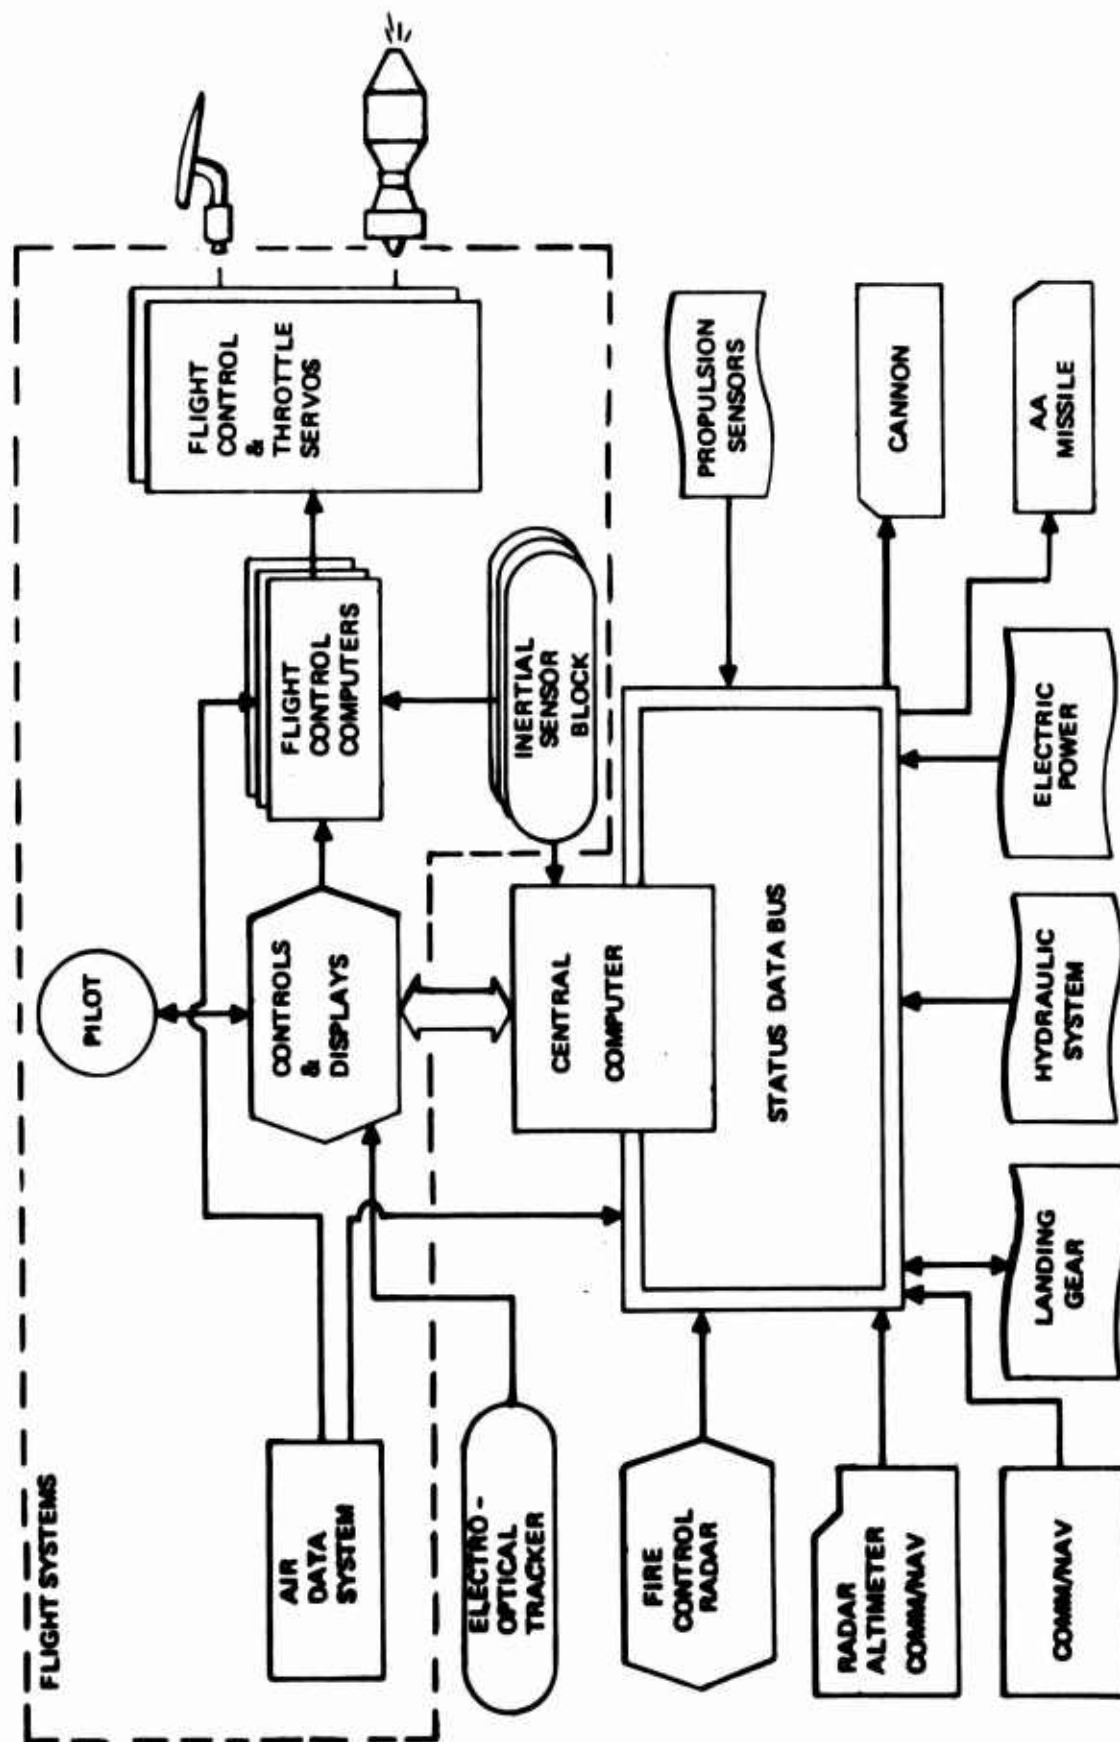 FLIGHT SYSTEMS
PILOT
AIR
DATA
SYSTEM
CONTROLS
&
DISPLAYS
FLIGHT
CONTROL
COMPUTERS
FLIGHT
CONTROL
&
THROTTLE
SERVOS
ELECTRO -
OPTICAL
TRACKER
INERTIAL
SENSOR
BLOCK
CENTRAL
COMPUTER
STATUS DATA BUS
FIRE
CONTROL
RADAR
PROPULSION
SENSORS
RADAR
ALTIMETER
COMM/NAV
CANNON
COMM/NAV
LANDING
GEAR
HYDRAULIC
SYSTEM
ELECTRIC
POWER
AA
MISSILE